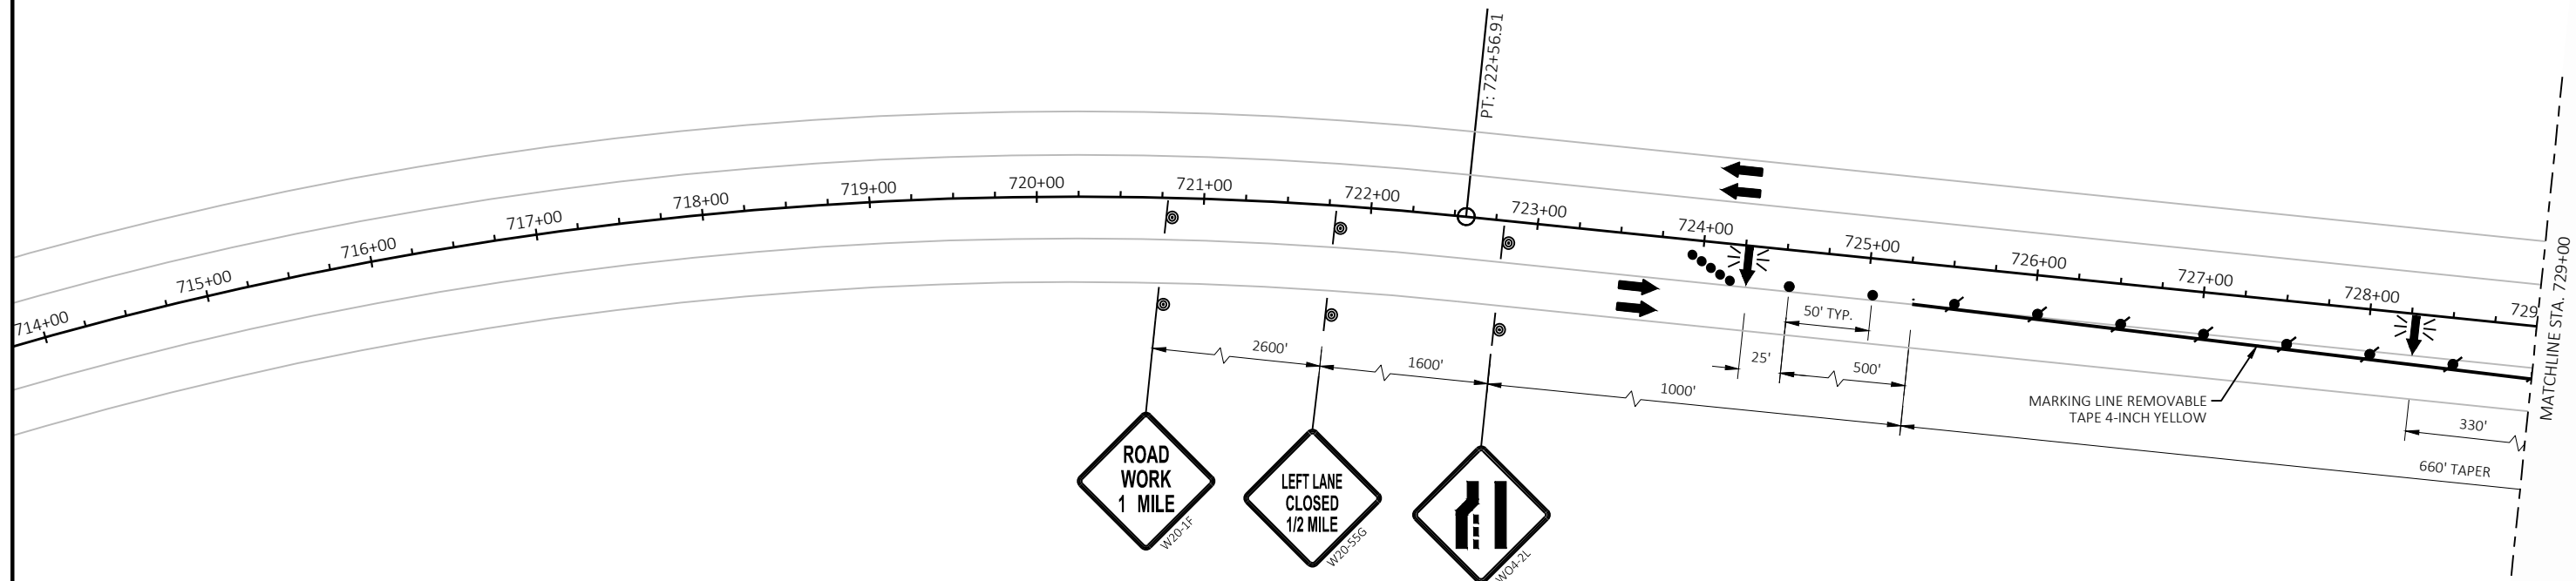 PT: 722+56.91
714+00
715+00
716+00
717+00
718+00
719+00
720+00
721+00
722+00
723+00
724+00
725+00
726+00
727+00
728+00
729
MATCHLINE STA. 729+00
50' TYP.
25'
500'
2600'
1600'
1000'
MARKING LINE REMOVABLE
TAPE 4-INCH YELLOW
330'
660' TAPER
ROAD
WORK
1 MILE
W20-1F
LEFT LANE
CLOSED
1/2 MILE
W20-55G
WO4-2L